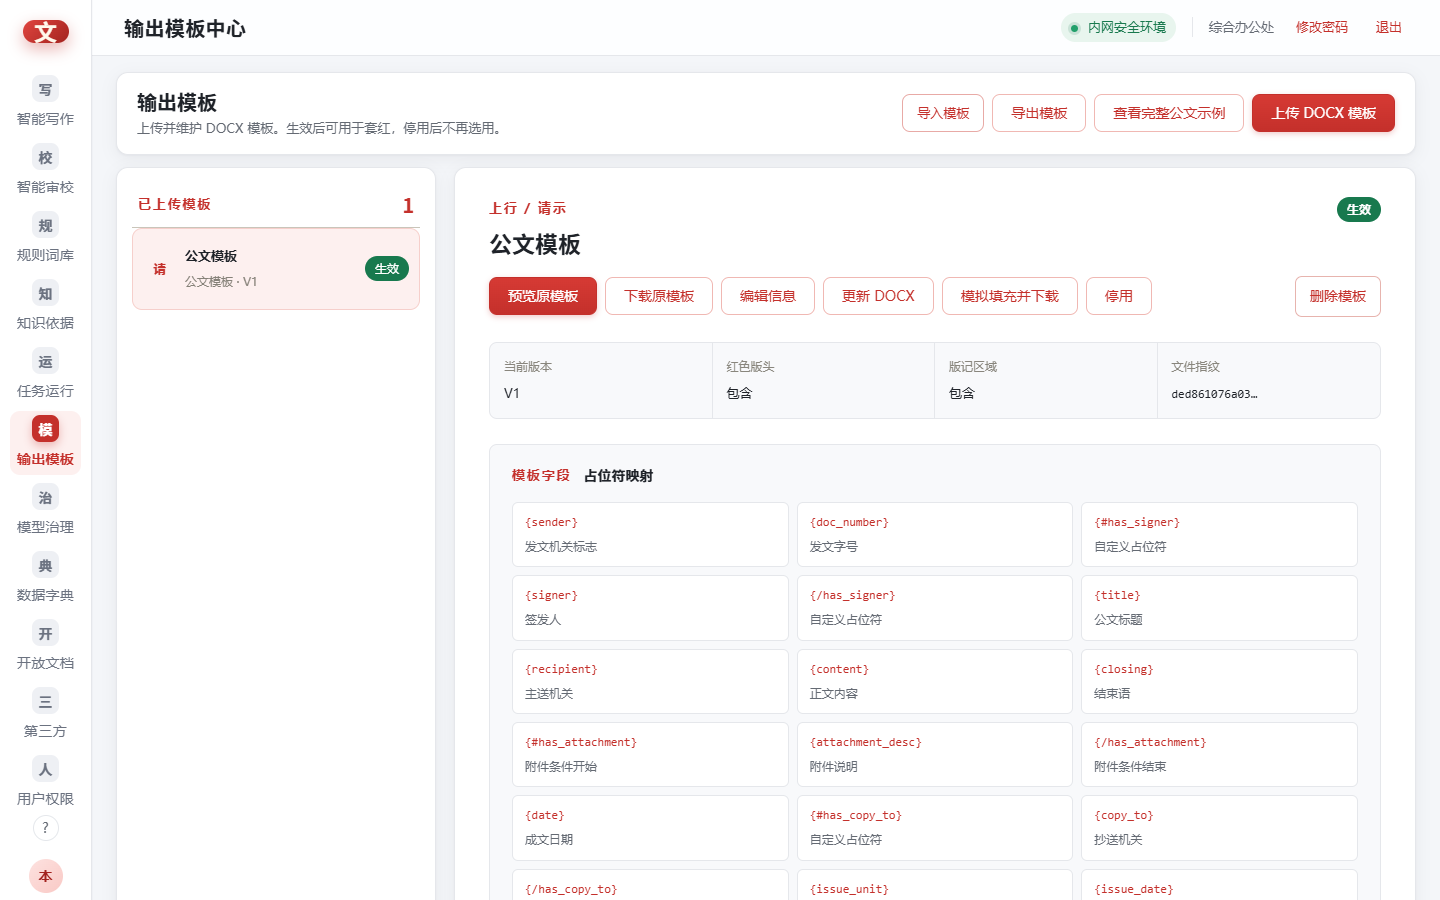 文
输出模板中心
内网安全环境
综合办公处
修改密码
退出
写
智能写作
校
智能审校
规
规则词库
知
知识依据
运
任务运行
模
输出模板
治
模型治理
典
数据字典
开
开放文档
三
第三方
人
用户权限
?
本
输出模板
上传并维护 DOCX 模板。生效后可用于套红，停用后不再选用。
导入模板
导出模板
查看完整公文示例
上传 DOCX 模板
已上传模板
1
请
公文模板
公文模板 · V1
生效
上行 / 请示
生效
公文模板
预览原模板
下载原模板
编辑信息
更新 DOCX
模拟填充并下载
停用
删除模板
当前版本
V1
红色版头
包含
版记区域
包含
文件指纹
ded861076a03…
模板字段
占位符映射
{sender}
发文机关标志
{doc_number}
发文字号
{#has_signer}
自定义占位符
{signer}
签发人
{/has_signer}
自定义占位符
{title}
公文标题
{recipient}
主送机关
{content}
正文内容
{closing}
结束语
{#has_attachment}
附件条件开始
{attachment_desc}
附件说明
{/has_attachment}
附件条件结束
{date}
成文日期
{#has_copy_to}
自定义占位符
{copy_to}
抄送机关
{/has_copy_to}
{issue_unit}
{issue_date}